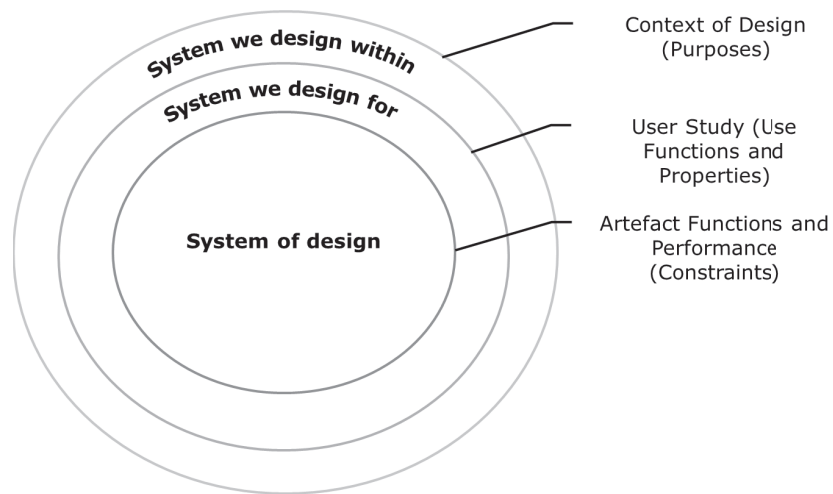 System we design within
System we design for
System of design
Context of Design
(Purposes)
User Study (Use
Functions and
Properties)
Artefact Functions and
Performance
(Constraints)